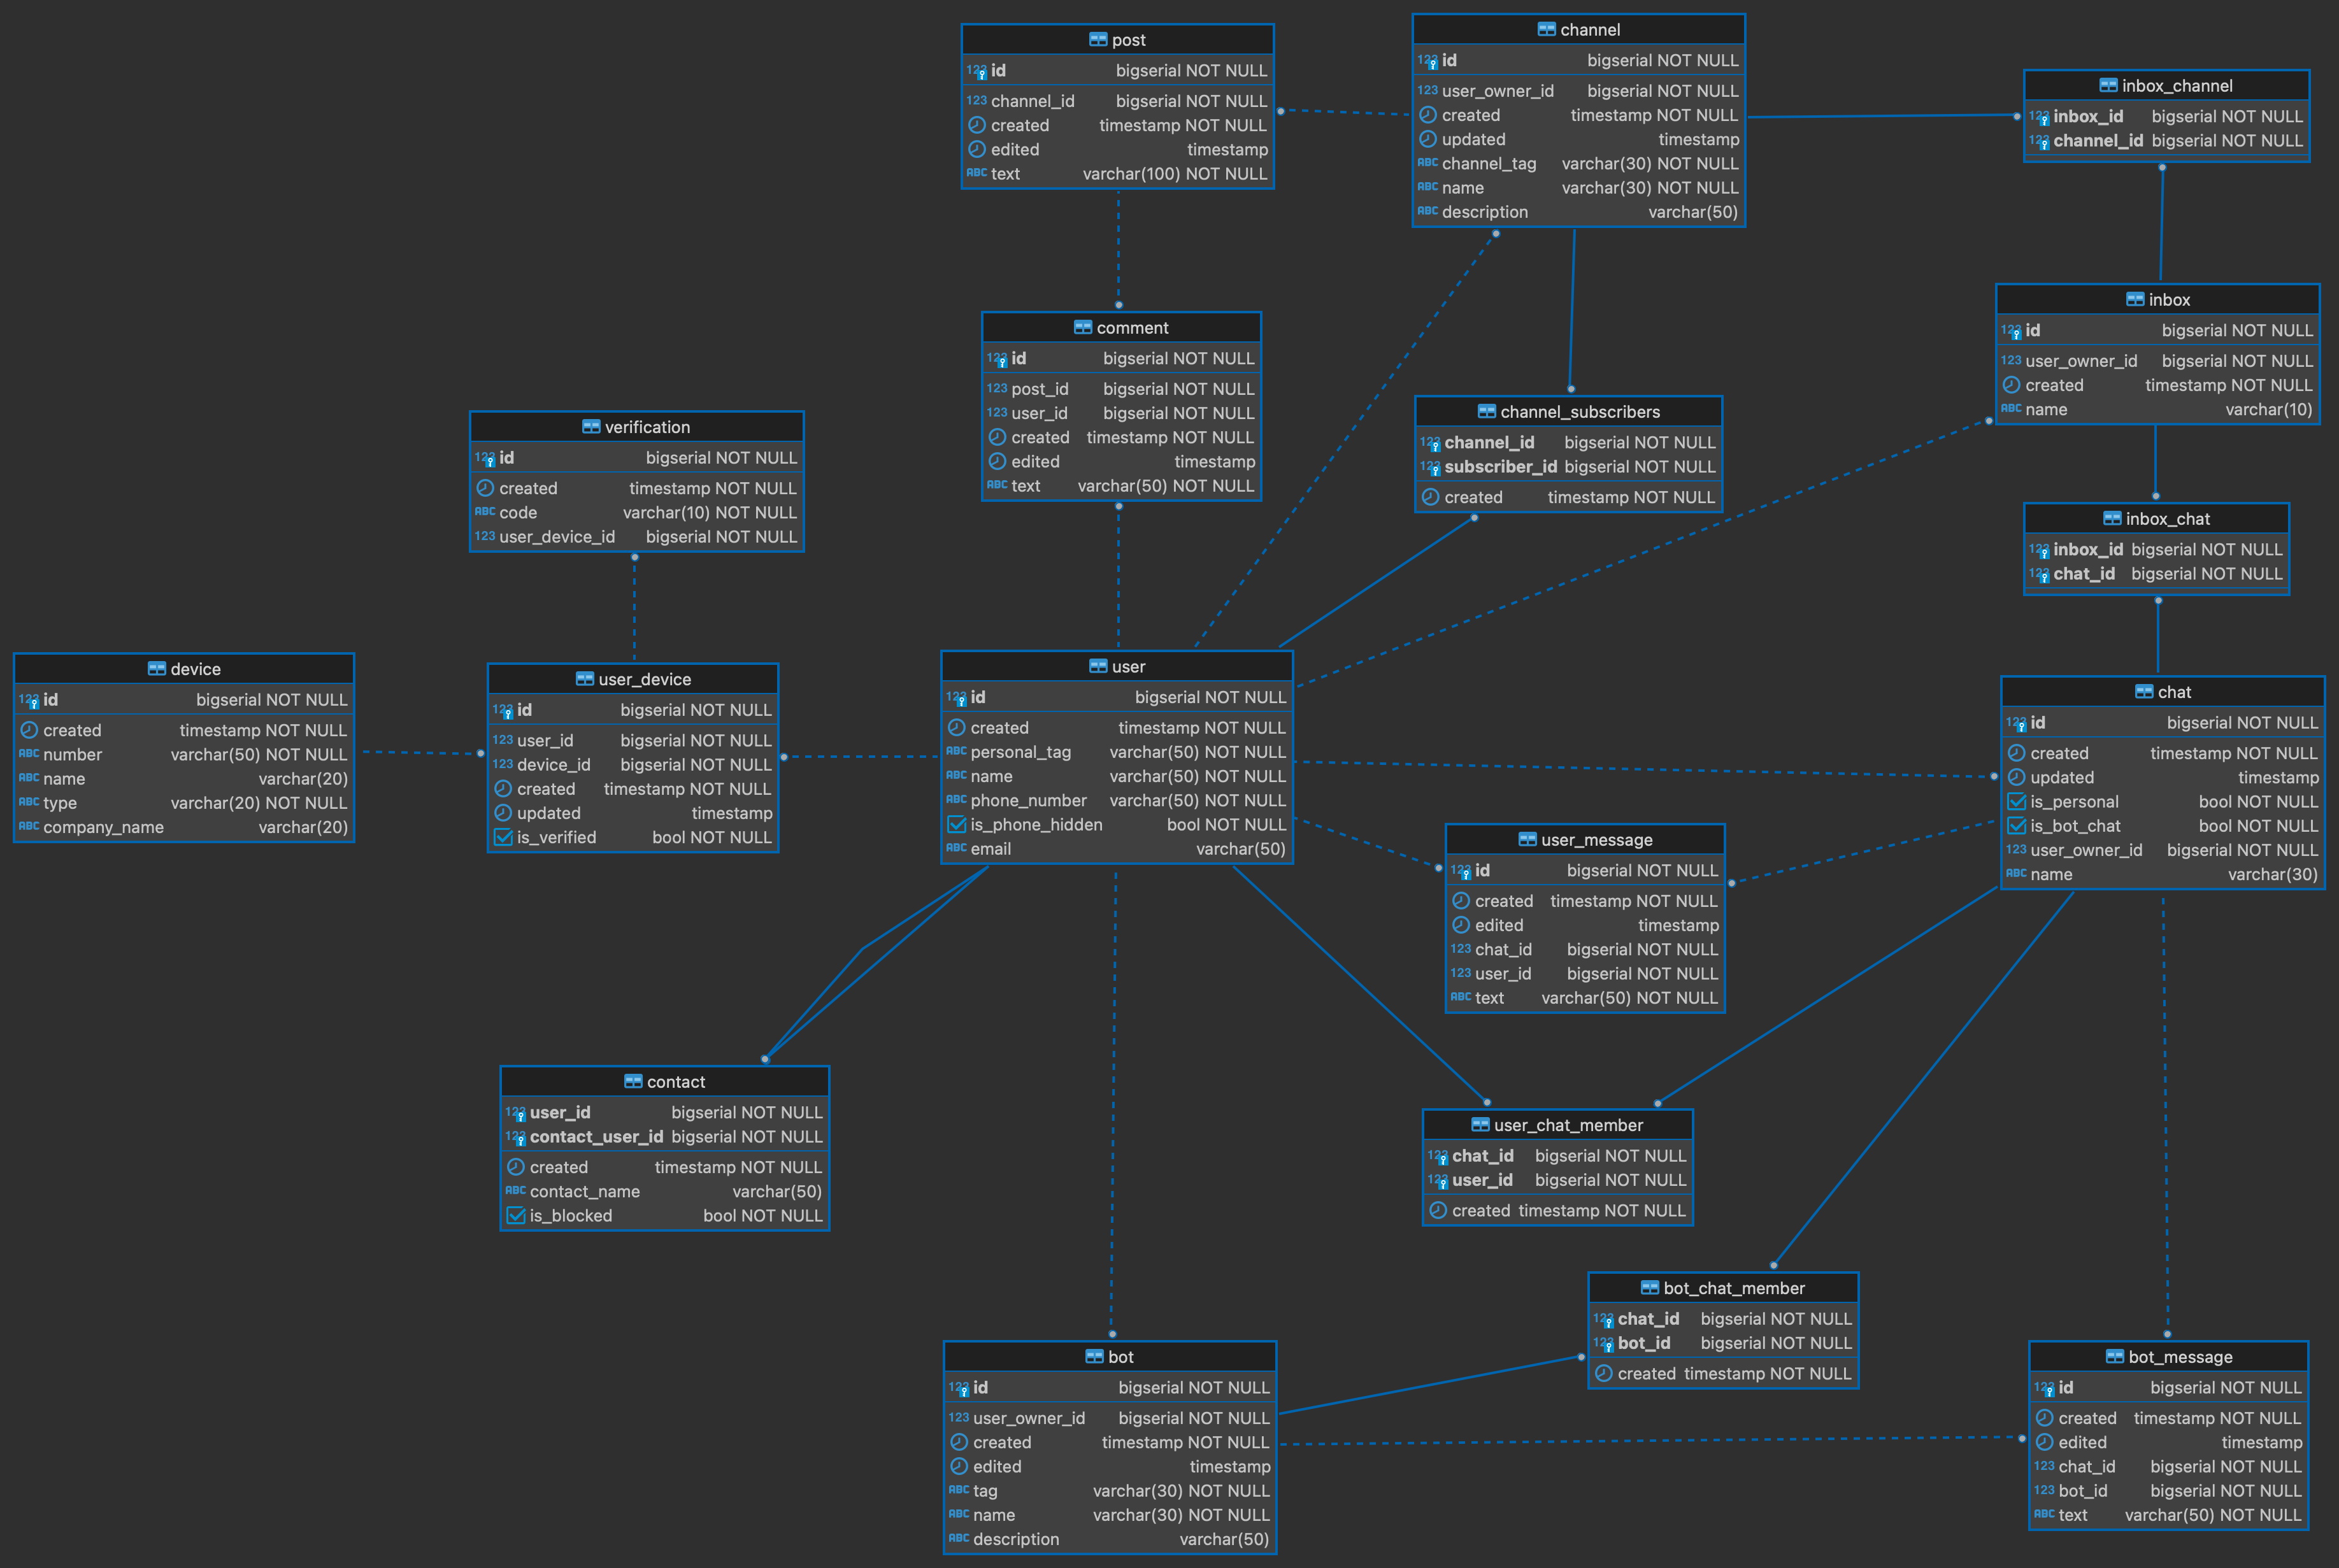 post
id bigserial NOT NULL
channel_id bigserial NOT NULL
created timestamp NOT NULL
edited timestamp
text varchar(100) NOT NULL
channel
id bigserial NOT NULL
user_owner_id bigserial NOT NULL
created timestamp NOT NULL
updated timestamp
channel_tag varchar(30) NOT NULL
name varchar(30) NOT NULL
description varchar(50)
inbox_channel
inbox_id bigserial NOT NULL
channel_id bigserial NOT NULL
comment
id bigserial NOT NULL
post_id bigserial NOT NULL
user_id bigserial NOT NULL
created timestamp NOT NULL
edited timestamp
text varchar(50) NOT NULL
inbox
id bigserial NOT NULL
user_owner_id bigserial NOT NULL
created timestamp NOT NULL
name varchar(10)
verification
id bigserial NOT NULL
created timestamp NOT NULL
code varchar(10) NOT NULL
user_device_id bigserial NOT NULL
channel_subscribers
channel_id bigserial NOT NULL
subscriber_id bigserial NOT NULL
created timestamp NOT NULL
inbox_chat
inbox_id bigserial NOT NULL
chat_id bigserial NOT NULL
device
id bigserial NOT NULL
created timestamp NOT NULL
number varchar(50) NOT NULL
name varchar(20)
type varchar(20) NOT NULL
company_name varchar(20)
user_device
id bigserial NOT NULL
user_id bigserial NOT NULL
device_id bigserial NOT NULL
created timestamp NOT NULL
updated timestamp
is_verified bool NOT NULL
user
id bigserial NOT NULL
created timestamp NOT NULL
personal_tag varchar(50) NOT NULL
name varchar(50) NOT NULL
phone_number varchar(50) NOT NULL
is_phone_hidden bool NOT NULL
email varchar(50)
chat
id bigserial NOT NULL
created timestamp NOT NULL
updated timestamp
is_personal bool NOT NULL
is_bot_chat bool NOT NULL
user_owner_id bigserial NOT NULL
name varchar(30)
user_message
id bigserial NOT NULL
created timestamp NOT NULL
edited timestamp
chat_id bigserial NOT NULL
user_id bigserial NOT NULL
text varchar(50) NOT NULL
contact
user_id bigserial NOT NULL
contact_user_id bigserial NOT NULL
created timestamp NOT NULL
contact_name varchar(50)
is_blocked bool NOT NULL
user_chat_member
chat_id bigserial NOT NULL
user_id bigserial NOT NULL
created timestamp NOT NULL
bot_chat_member
chat_id bigserial NOT NULL
bot_id bigserial NOT NULL
created timestamp NOT NULL
bot
id bigserial NOT NULL
user_owner_id bigserial NOT NULL
created timestamp NOT NULL
edited timestamp
tag varchar(30) NOT NULL
name varchar(30) NOT NULL
description varchar(50)
bot_message
id bigserial NOT NULL
created timestamp NOT NULL
edited timestamp
chat_id bigserial NOT NULL
bot_id bigserial NOT NULL
text varchar(50) NOT NULL